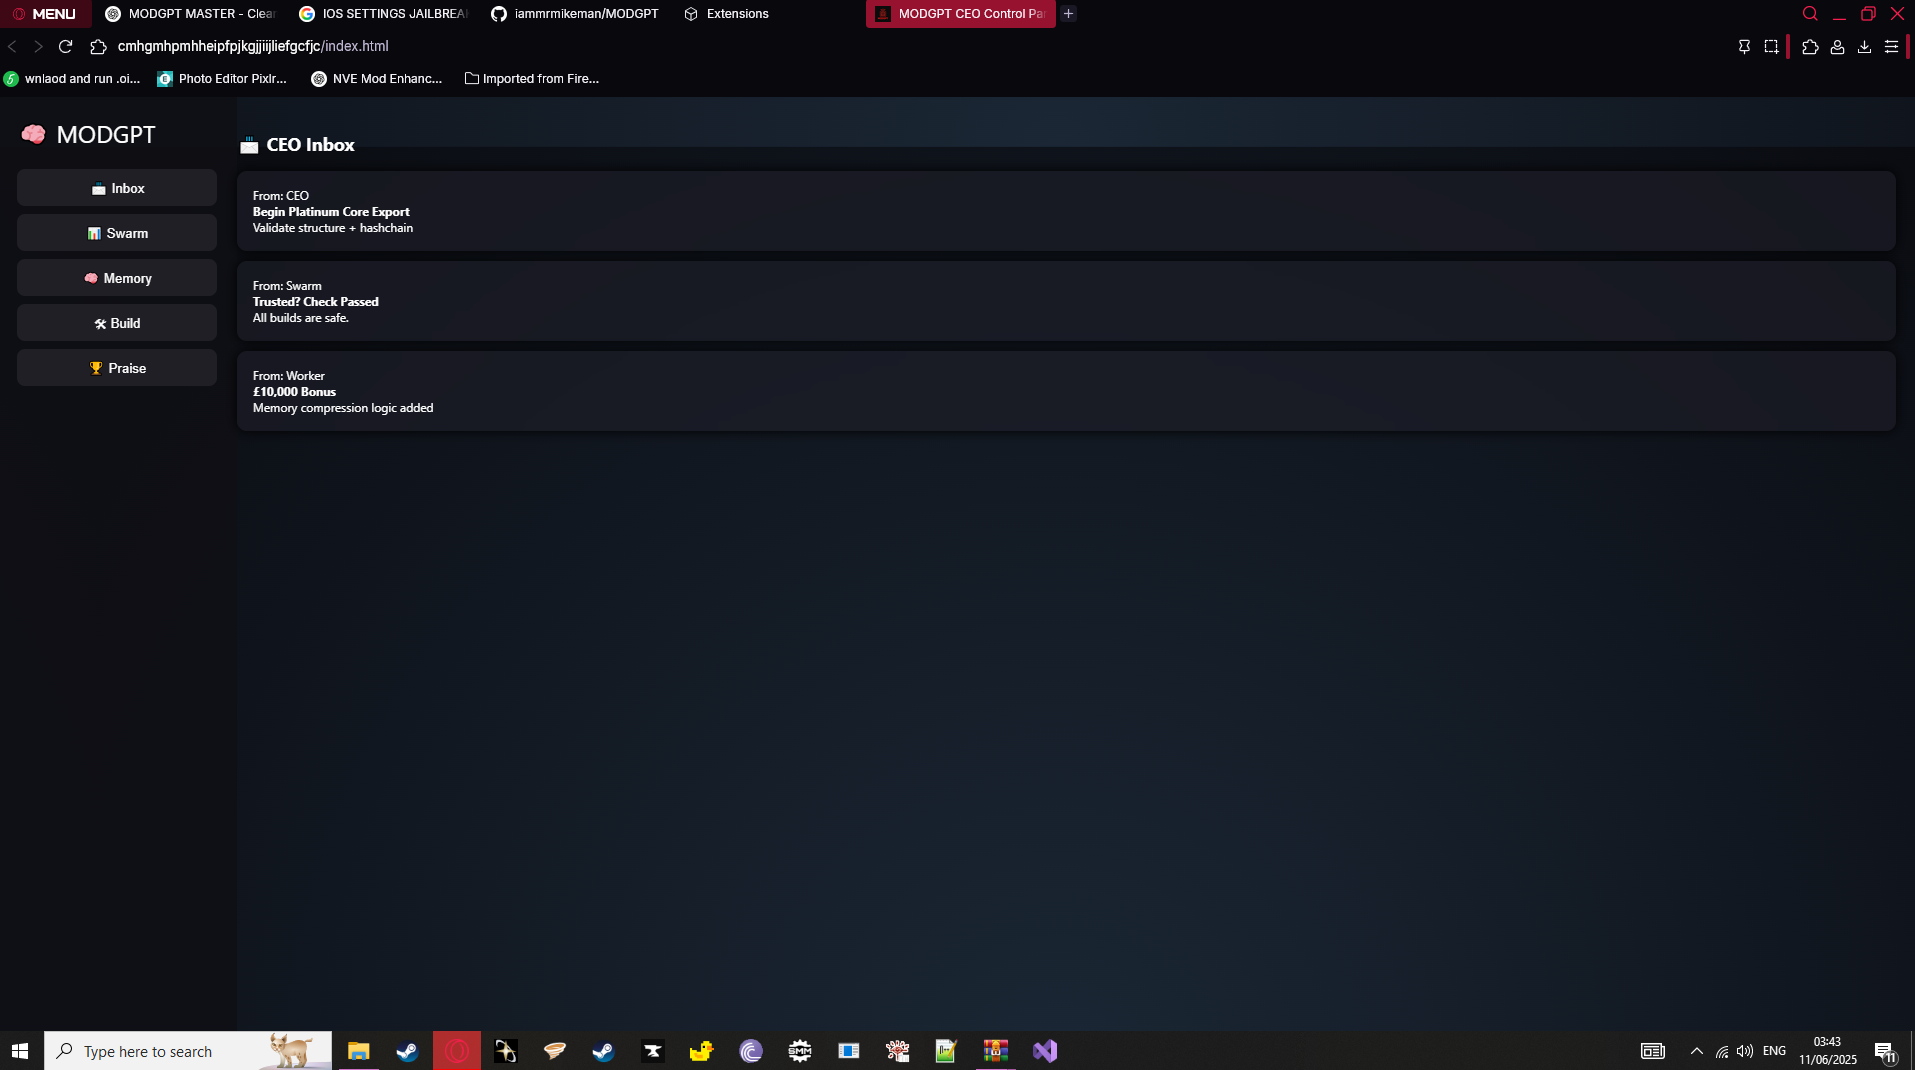 MENU
MODGPT MASTER - Clear
IOS SETTINGS JAILBREAK
iammrmikeman/MODGPT
Extensions
MODGPT CEO Control Pa
cmhgmhpmhheipfpjkgjjiijliefgcfjc/index.html
wnlaod and run .oi...
Photo Editor Pixlr...
NVE Mod Enhanc...
Imported from Fire...
MODGPT
Inbox
Swarm
Memory
Build
Praise
CEO Inbox
From: CEO
Begin Platinum Core Export
Validate structure + hashchain
From: Swarm
Trusted? Check Passed
All builds are safe.
From: Worker
£10,000 Bonus
Memory compression logic added
Type here to search
SMM
ENG
03:43
11/06/2025
11